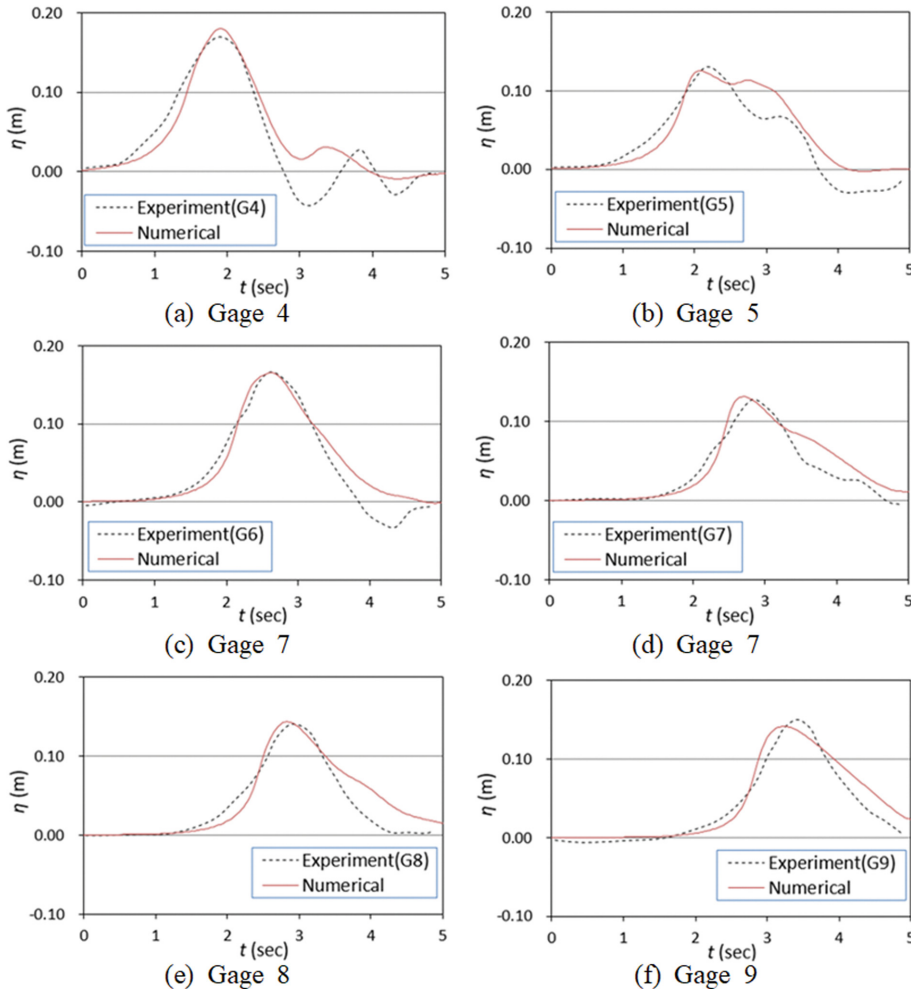 0.20
0.10
0.00
-0.10
η (m)
Experiment(G4)
Numerical
0 1 2 3 4 5
t (sec)
(a) Gage 4
0.20
0.10
0.00
-0.10
η (m)
Experiment(G5)
Numerical
0 1 2 3 4 5
t (sec)
(b) Gage 5
0.20
0.10
0.00
-0.10
η (m)
Experiment(G6)
Numerical
0 1 2 3 4 5
t (sec)
(c) Gage 7
0.20
0.10
0.00
-0.10
η (m)
Experiment(G7)
Numerical
0 1 2 3 4 5
t (sec)
(d) Gage 7
0.20
0.10
0.00
-0.10
η (m)
Experiment(G8)
Numerical
0 1 2 3 4 5
t (sec)
(e) Gage 8
0.20
0.10
0.00
-0.10
η (m)
Experiment(G9)
Numerical
0 1 2 3 4 5
t (sec)
(f) Gage 9